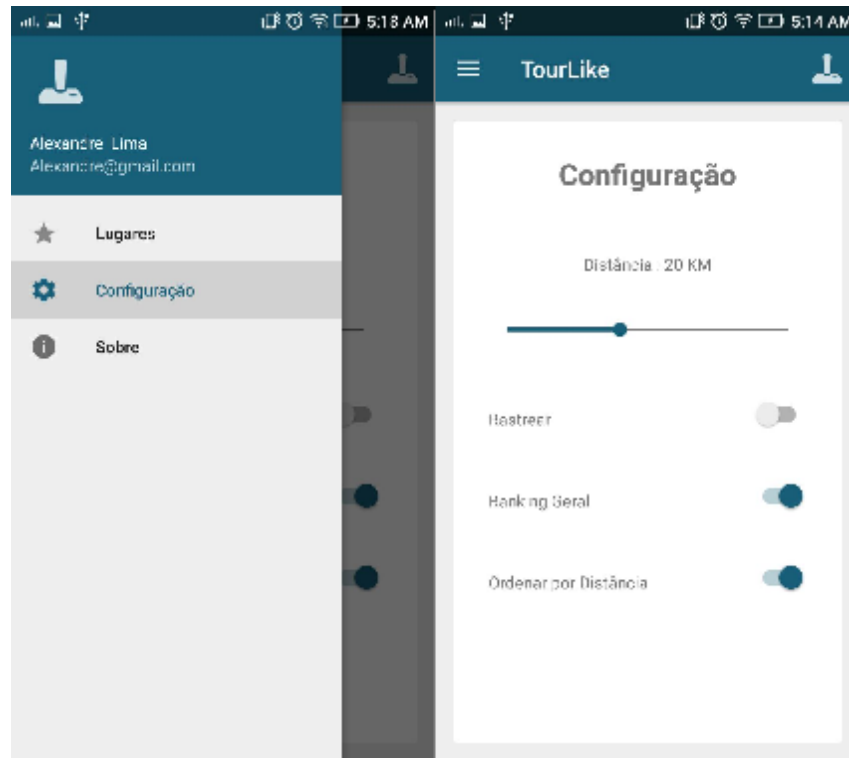 5:18 AM
Alexandre Lima
Alexandre@gmail.com
Lugares
Configuração
Sobre
5:14 AM
TourLike
Configuração
Distância : 20 KM
Rastrear
Ranking Geral
Ordenar por Distância